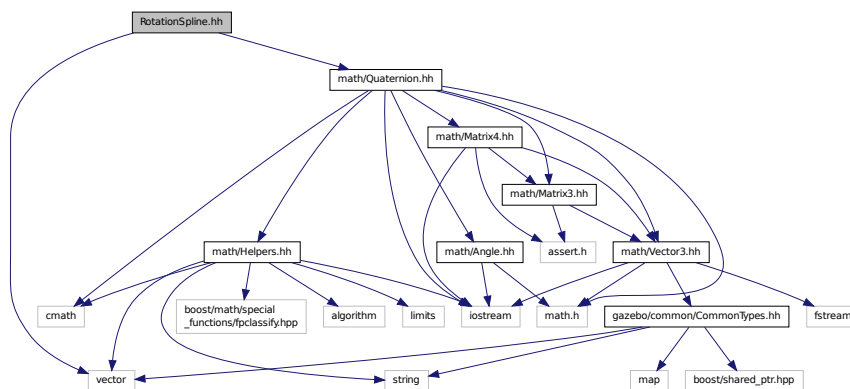 RotationSpline.hh
math/Quaternion.hh
math/Matrix4.hh
math/Matrix3.hh
math/Helpers.hh
math/Angle.hh
assert.h
math/Vector3.hh
cmath
boost/math/special
_functions/fpclassify.hpp
algorithm
limits
iostream
math.h
gazebo/common/CommonTypes.hh
fstream
vector
string
map
boost/shared_ptr.hpp